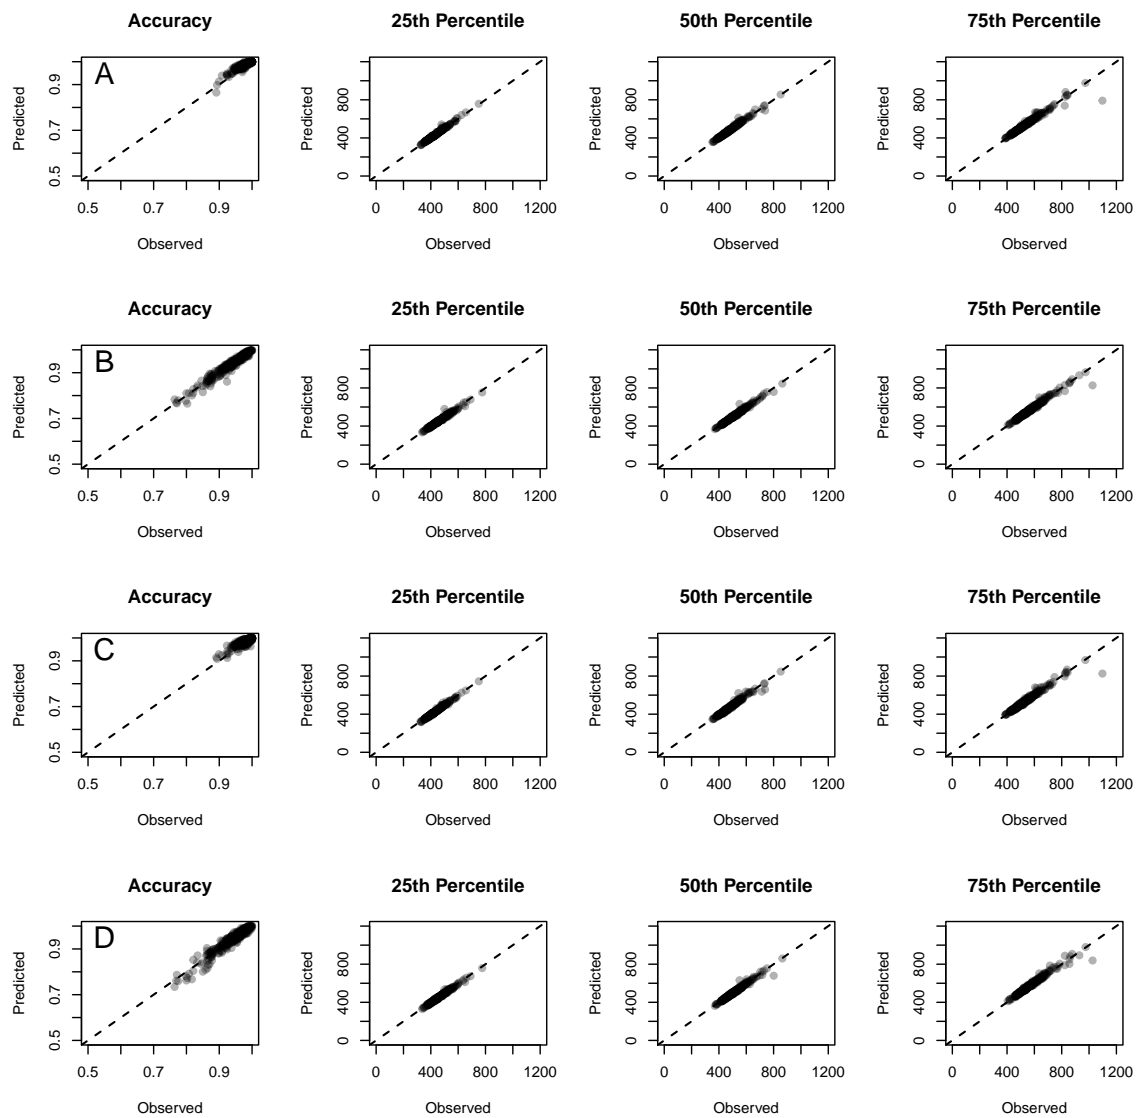 Accuracy 25th Percentile 50th Percentile 75th Percentile
A
Predicted Predicted Predicted Predicted
0.5 0.7 0.9
0 400 800
0 400 800
0 400 800
0.5 0.7 0.9 0 400 800 1200 0 400 800 1200 0 400 800 1200
Observed Observed Observed Observed
Accuracy 25th Percentile 50th Percentile 75th Percentile
B
Predicted Predicted Predicted Predicted
0.5 0.7 0.9
0 400 800
0 400 800
0 400 800
0.5 0.7 0.9 0 400 800 1200 0 400 800 1200 0 400 800 1200
Observed Observed Observed Observed
Accuracy 25th Percentile 50th Percentile 75th Percentile
C
Predicted Predicted Predicted Predicted
0.5 0.7 0.9
0 400 800
0 400 800
0 400 800
0.5 0.7 0.9 0 400 800 1200 0 400 800 1200 0 400 800 1200
Observed Observed Observed Observed
Accuracy 25th Percentile 50th Percentile 75th Percentile
D
Predicted Predicted Predicted Predicted
0.5 0.7 0.9
0 400 800
0 400 800
0 400 800
0.5 0.7 0.9 0 400 800 1200 0 400 800 1200 0 400 800 1200
Observed Observed Observed Observed